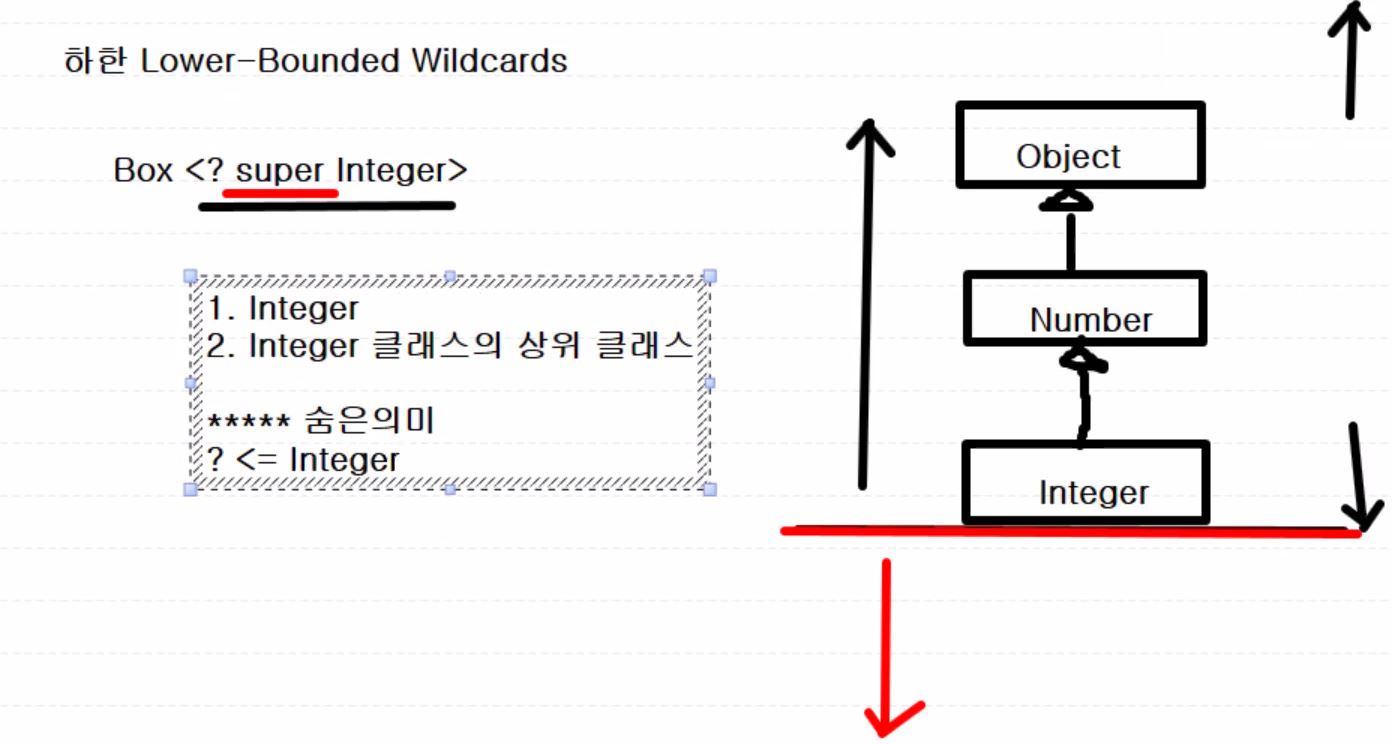 하한 Lower-Bounded Wildcards
Box <? super Integer>
1. Integer
2. Integer 클래스의 상위 클래스
***** 숨은의미
? <= Integer
Object
Number
Integer